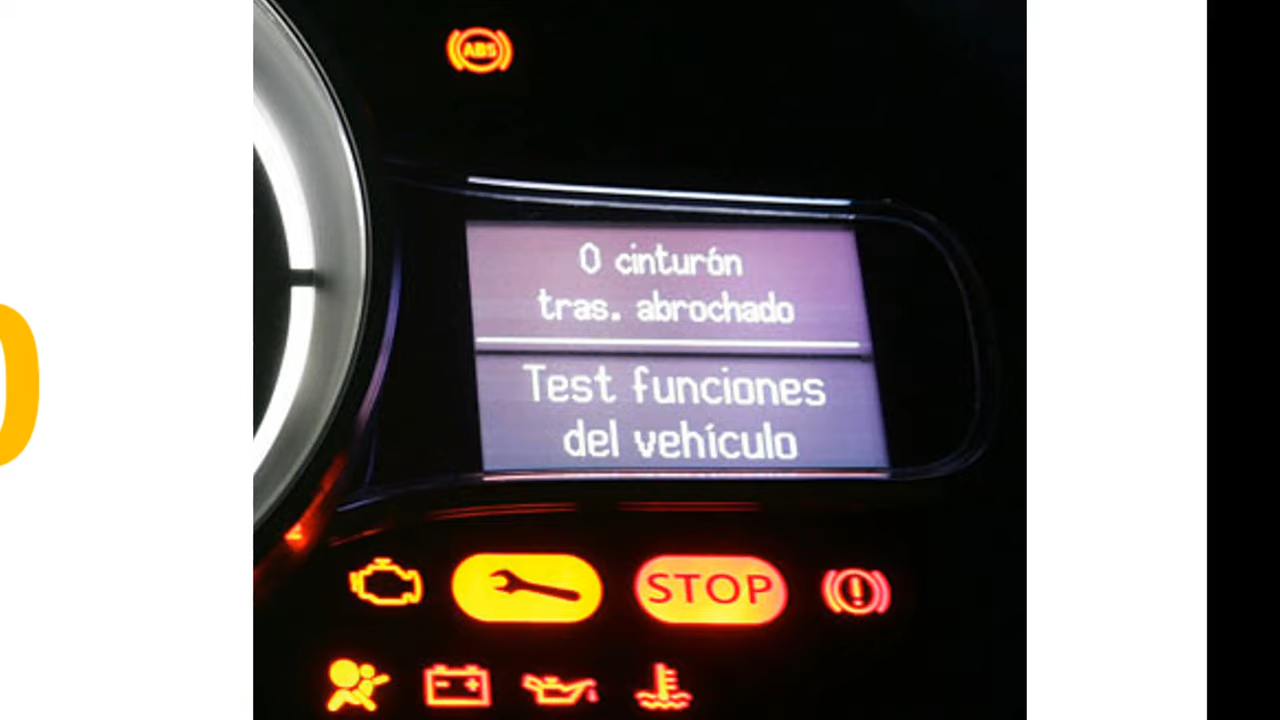 ABS
0 cinturón
tras. abrochado
Test funciones
del vehículo
STOP